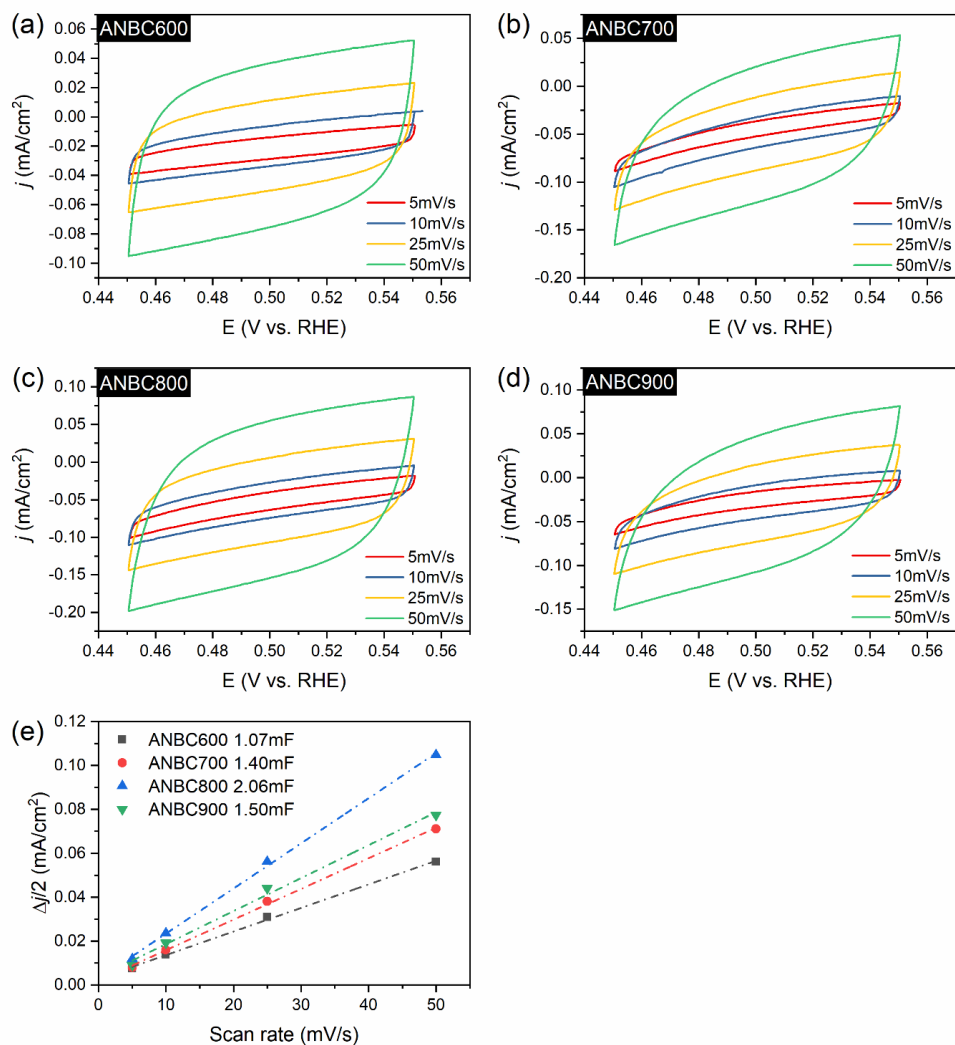 (a) ANBC600
0.06
0.04
0.02
0.00
-0.02
-0.04
-0.06
-0.08
-0.10
j (mA/cm²)
5mV/s
10mV/s
25mV/s
50mV/s
0.44 0.46 0.48 0.50 0.52 0.54 0.56
E (V vs. RHE)
(b) ANBC700
0.05
0.00
-0.05
-0.10
-0.15
-0.20
j (mA/cm²)
5mV/s
10mV/s
25mV/s
50mV/s
0.44 0.46 0.48 0.50 0.52 0.54 0.56
E (V vs. RHE)
(c) ANBC800
0.10
0.05
0.00
-0.05
-0.10
-0.15
-0.20
j (mA/cm²)
5mV/s
10mV/s
25mV/s
50mV/s
0.44 0.46 0.48 0.50 0.52 0.54 0.56
E (V vs. RHE)
(d) ANBC900
0.10
0.05
0.00
-0.05
-0.10
-0.15
j (mA/cm²)
5mV/s
10mV/s
25mV/s
50mV/s
0.44 0.46 0.48 0.50 0.52 0.54 0.56
E (V vs. RHE)
(e)
0.12
0.10
0.08
0.06
0.04
0.02
0.00
Δj/2 (mA/cm²)
ANBC600 1.07mF
ANBC700 1.40mF
ANBC800 2.06mF
ANBC900 1.50mF
0 10 20 30 40 50
Scan rate (mV/s)